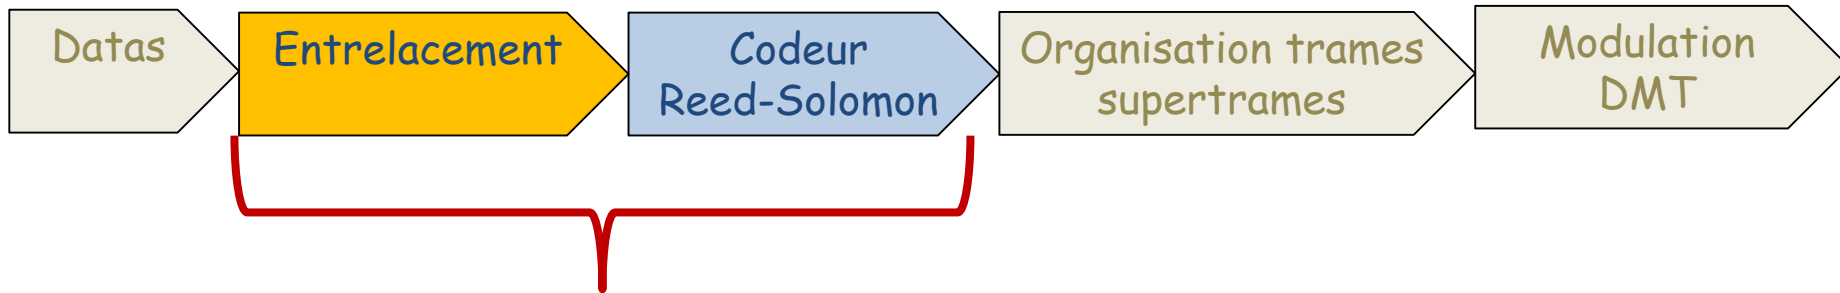 Datas
Entrelacement
Codeur
Reed-Solomon
Organisation trames
supertrames
Modulation
DMT